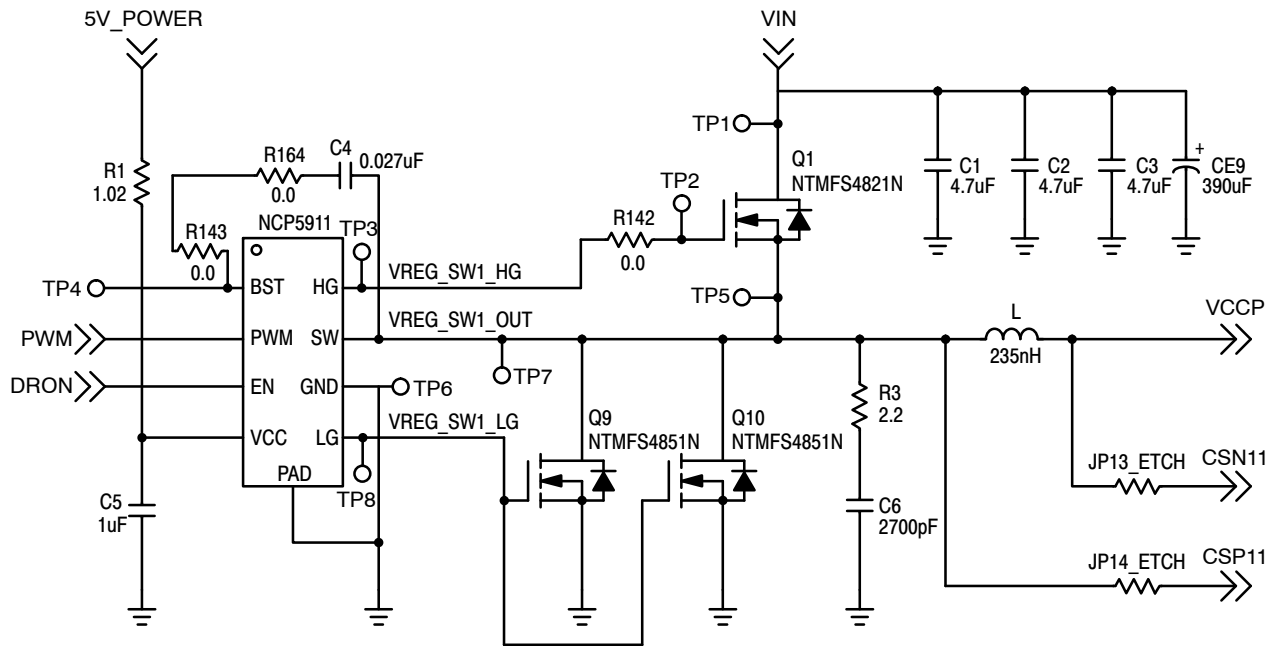 5V_POWER
VIN
TP1
R1
1.02
R164
0.0
C4
0.027uF
Q1
NTMFS4821N
C1
4.7uF
C2
4.7uF
C3
4.7uF
+
CE9
390uF
TP2
R143
0.0
NCP5911
TP3
R142
0.0
TP4
BST
HG
VREG_SW1_HG
TP5
PWM
PWM
SW
VREG_SW1_OUT
L
235nH
VCCP
TP7
DRON
EN
GND
TP6
R3
2.2
VCC
LG
VREG_SW1_LG
Q9
NTMFS4851N
Q10
NTMFS4851N
PAD
TP8
JP13_ETCH
CSN11
C5
1uF
C6
2700pF
JP14_ETCH
CSP11